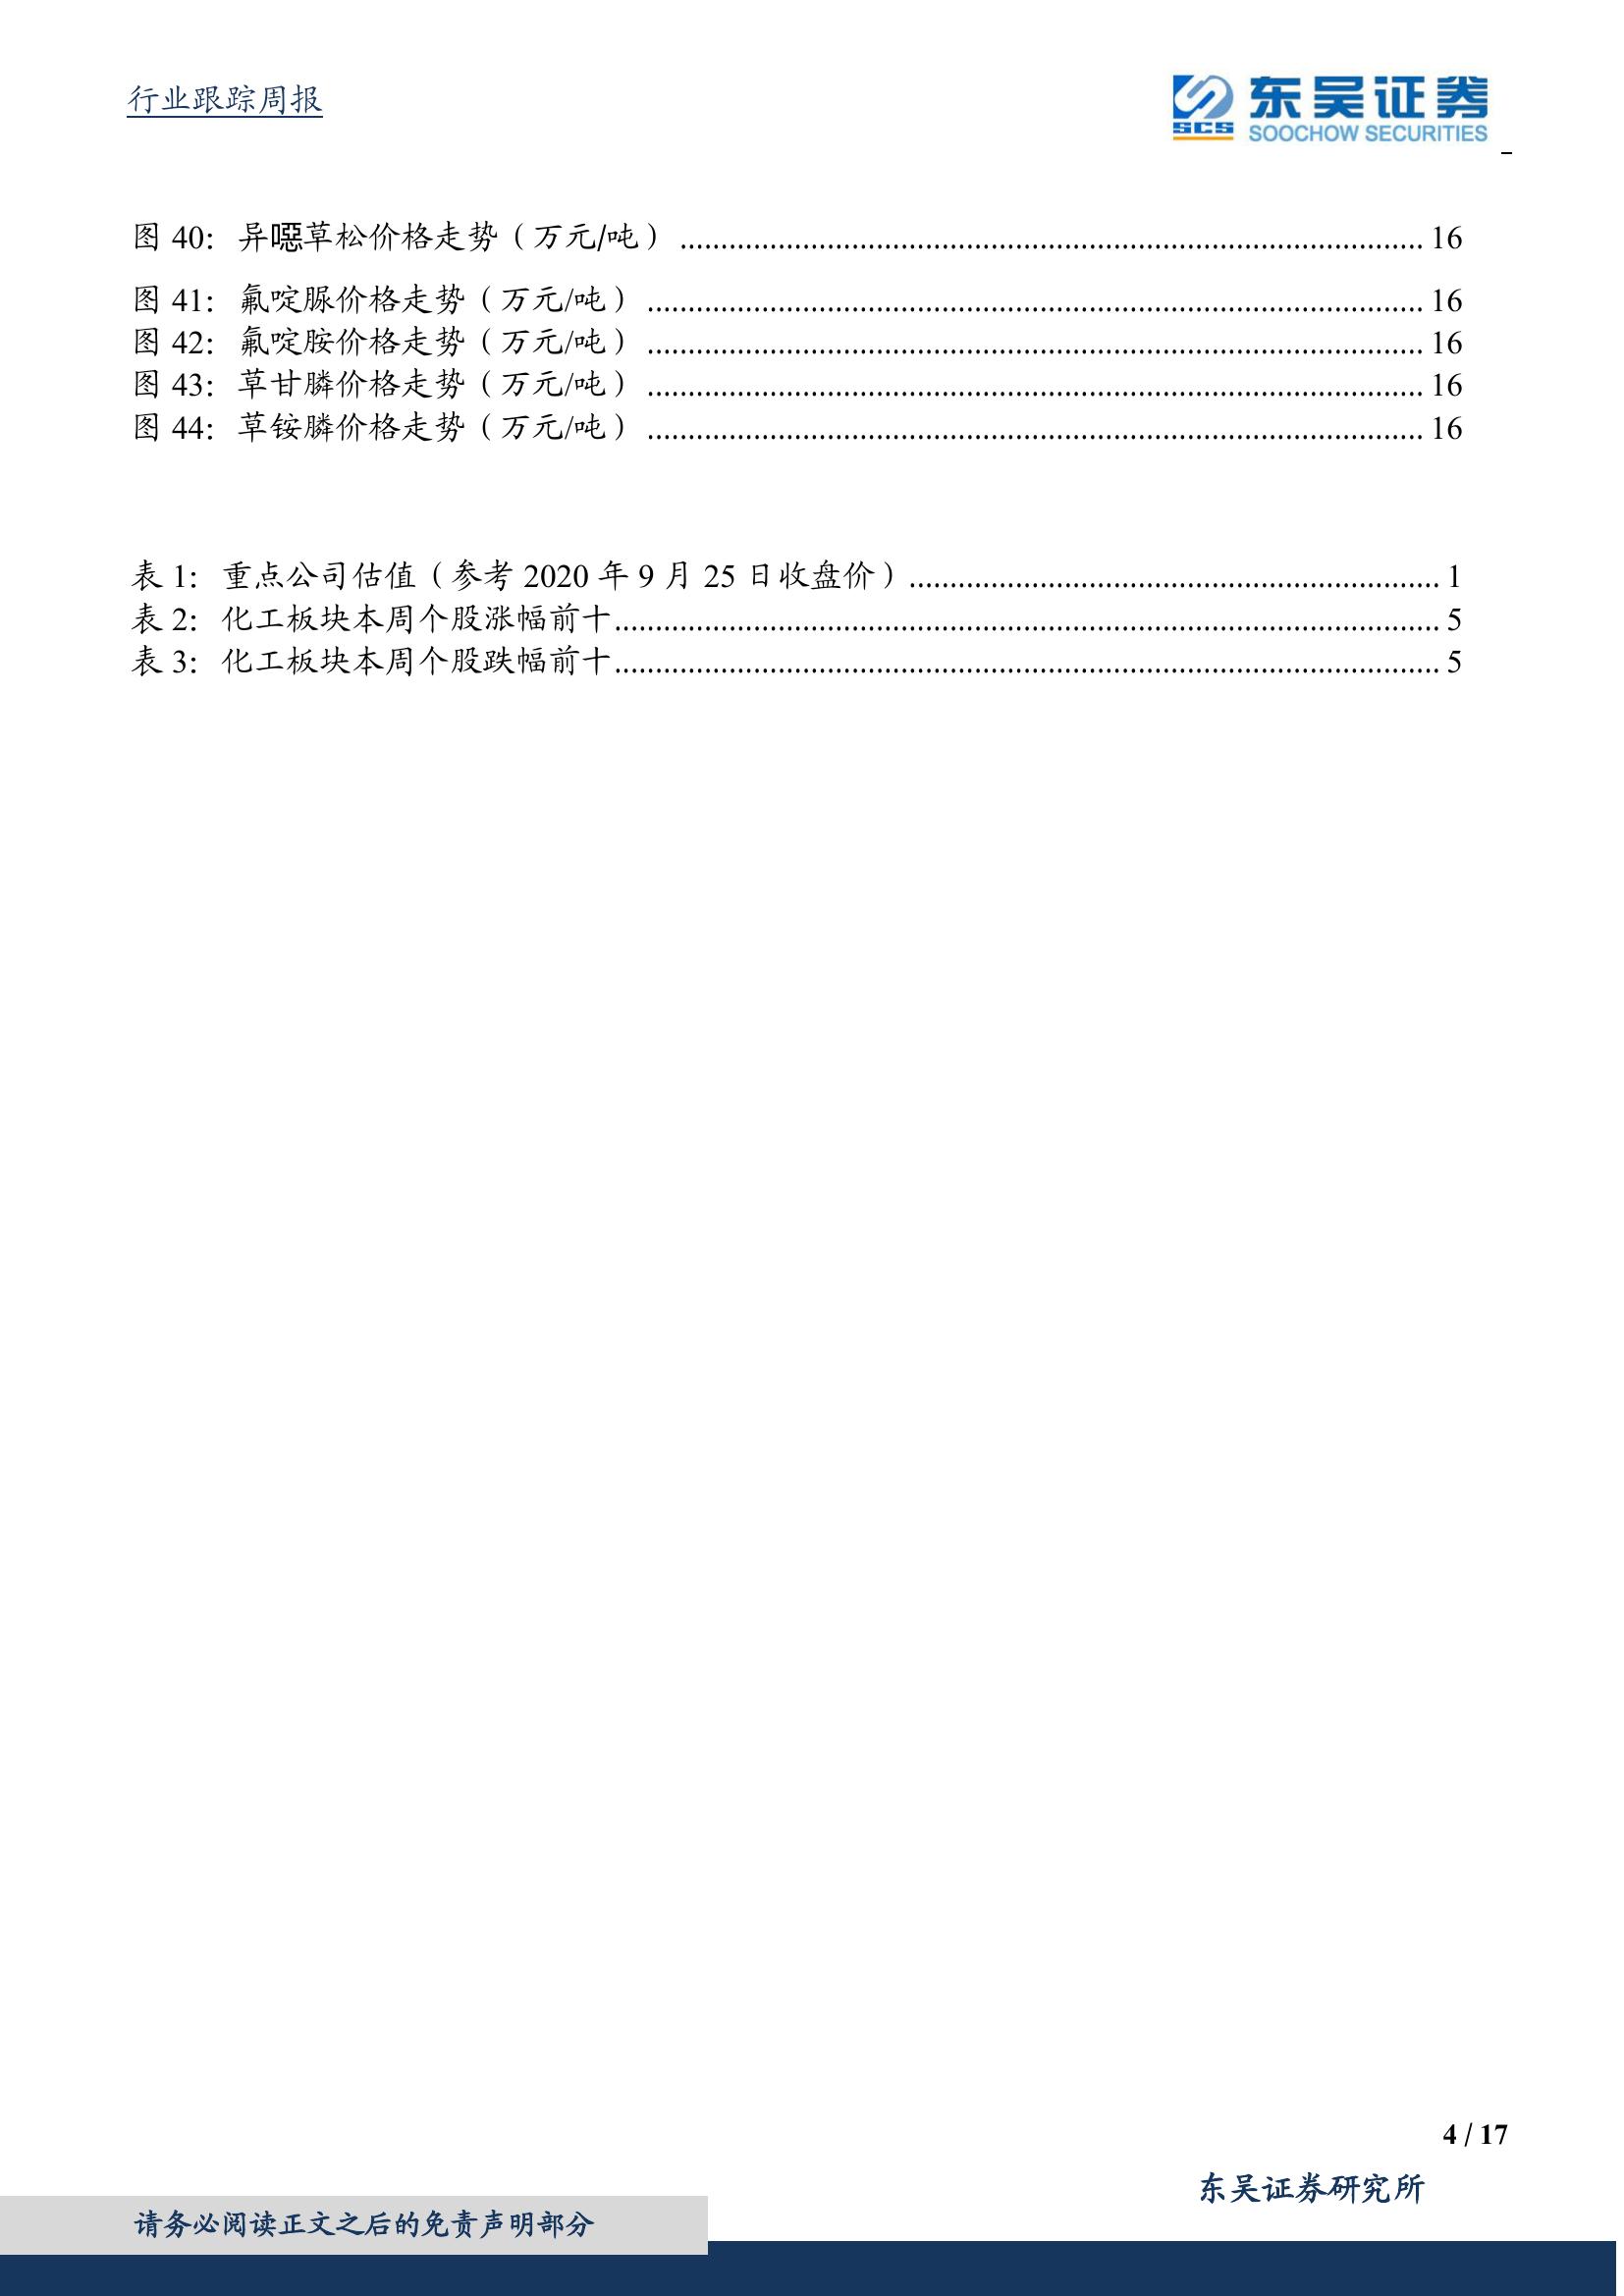 行业跟踪周报
东吴证券
SCS
SOOCHOW SECURITIES
图 40：异噁草松价格走势（万元/吨） ........................................ 16
图 41：氟啶脲价格走势（万元/吨） ........................................ 16
图 42：氟啶胺价格走势（万元/吨） ........................................ 16
图 43：草甘膦价格走势（万元/吨） ........................................ 16
图 44：草铵膦价格走势（万元/吨） ........................................ 16
表 1：重点公司估值（参考 2020 年 9 月 25 日收盘价）........................................ 1
表 2：化工板块本周个股涨幅前十........................................ 5
表 3：化工板块本周个股跌幅前十........................................ 5
4 / 17
东吴证券研究所
请务必阅读正文之后的免责声明部分